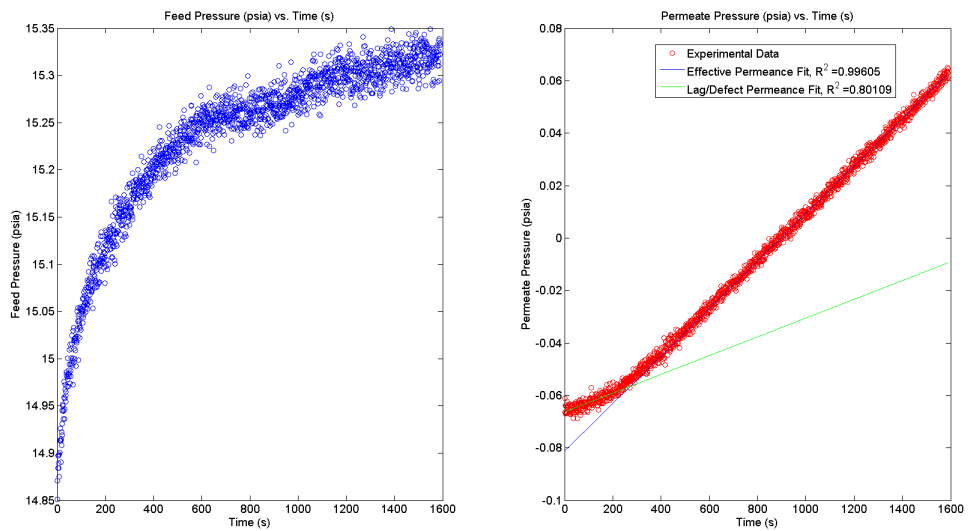 Feed Pressure (psia) vs. Time (s)
Feed Pressure (psia)
15.35
15.3
15.25
15.2
15.15
15.1
15.05
15
14.95
14.9
14.85
0 200 400 600 800 1000 1200 1400 1600
Time (s)
Permeate Pressure (psi) vs. Time (s)
Permeate Pressure (psia)
0.08
0.06
0.04
0.02
0
-0.02
-0.04
-0.06
-0.08
-0.1
Experimental Data
Effective Permeance Fit, R² =0.99605
Lag/Defect Permeance Fit, R² =0.80109
0 200 400 600 800 1000 1200 1400 1600
Time (s)